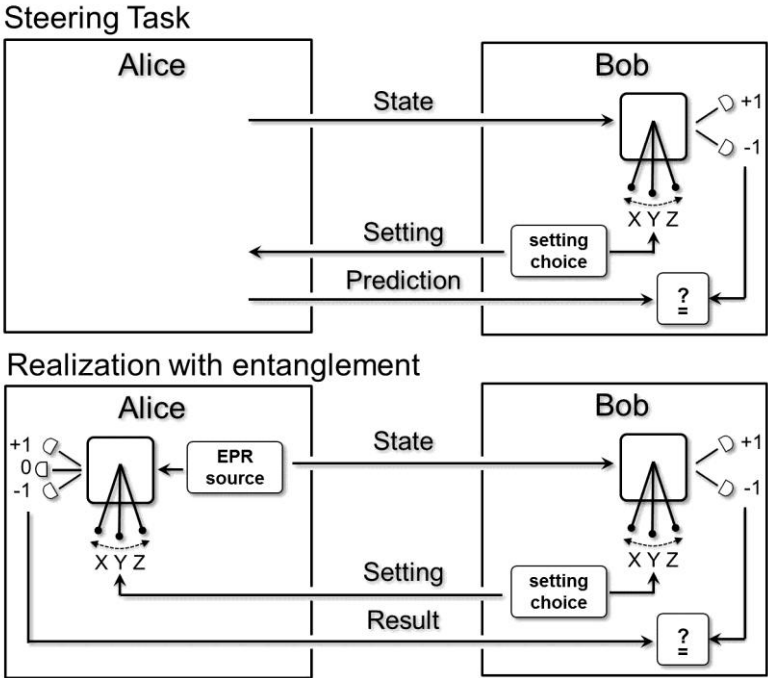 Steering Task
Alice
Bob
State
+1
-1
X Y Z
Setting
setting
choice
Prediction
?
=
Realization with entanglement
Alice
Bob
+1
0
-1
EPR
source
State
+1
-1
X Y Z
X Y Z
Setting
setting
choice
Result
?
=